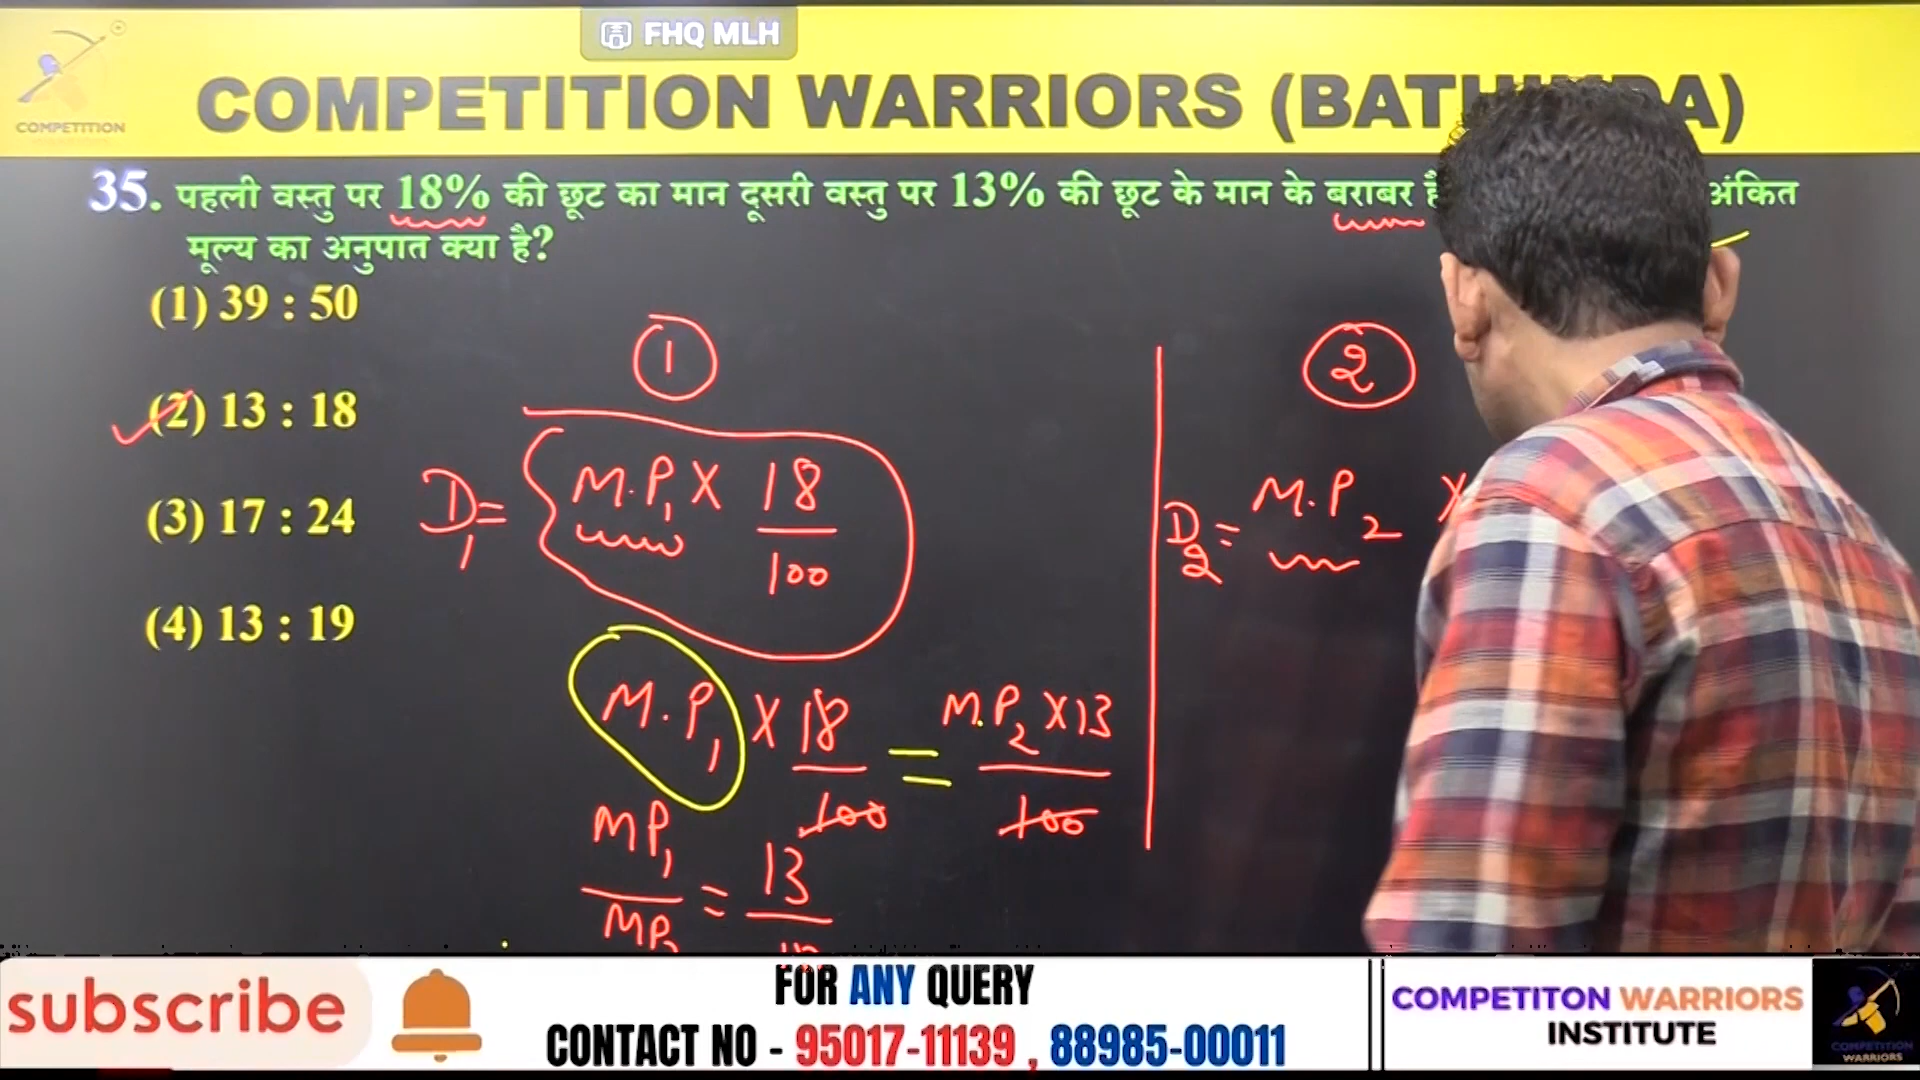 FHQ MLH
COMPETITION
COMPETITION WARRIORS (BATHINDA)
35. पहली वस्तु पर 18% की छूट का मान दूसरी वस्तु पर 13% की छूट के मान के बराबर है अंकित
मूल्य का अनुपात क्या है?
(1) 39 : 50
(2) 13 : 18
(3) 17 : 24
(4) 13 : 19
1
D1 = M.P1 X 18/100
M.P1 X 18/100 = M.P2 X 13/100
MP1/MP2 = 13
2
D2 = M.P2 X
subscribe
FOR ANY QUERY
CONTACT NO - 95017-11139 , 88985-00011
COMPETITON WARRIORS
INSTITUTE
COMPETITION
WARRIORS